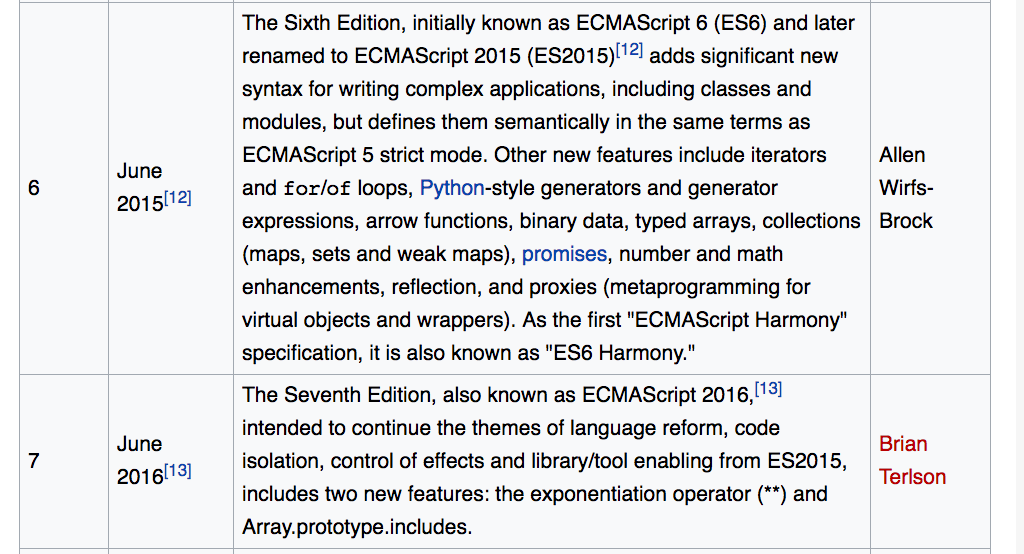 6
June
2015[12]
The Sixth Edition, initially known as ECMAScript 6 (ES6) and later
renamed to ECMAScript 2015 (ES2015)[12] adds significant new
syntax for writing complex applications, including classes and
modules, but defines them semantically in the same terms as
ECMAScript 5 strict mode. Other new features include iterators
and for/of loops, Python-style generators and generator
expressions, arrow functions, binary data, typed arrays, collections
(maps, sets and weak maps), promises, number and math
enhancements, reflection, and proxies (metaprogramming for
virtual objects and wrappers). As the first "ECMAScript Harmony"
specification, it is also known as "ES6 Harmony."
Allen
Wirfs-
Brock
7
June
2016[13]
The Seventh Edition, also known as ECMAScript 2016,[13]
intended to continue the themes of language reform, code
isolation, control of effects and library/tool enabling from ES2015,
includes two new features: the exponentiation operator (**) and
Array.prototype.includes.
Brian
Terlson